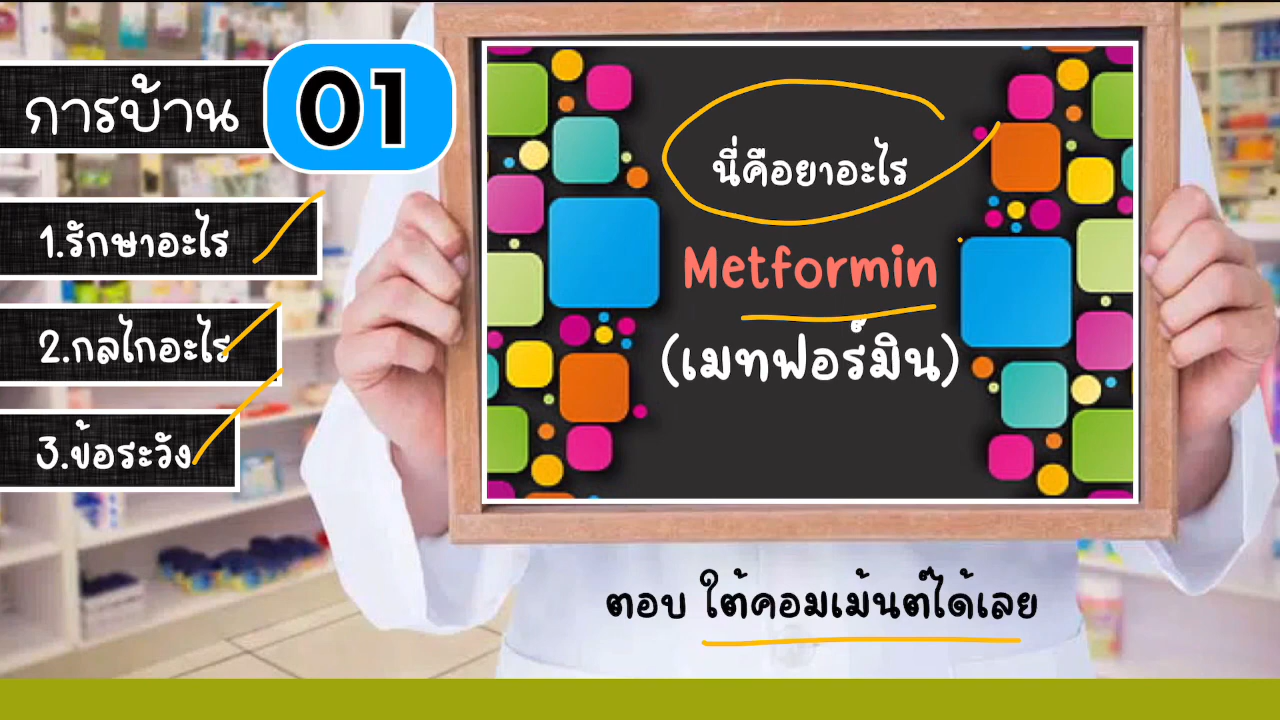 การบ้าน 01
1.รักษาอะไร
2.กลไกอะไร
3.ข้อระวัง
นี่คือยาอะไร
Metformin
(เมทฟอร์มิน)
ตอบ ใต้คอมเม้นต์ได้เลย